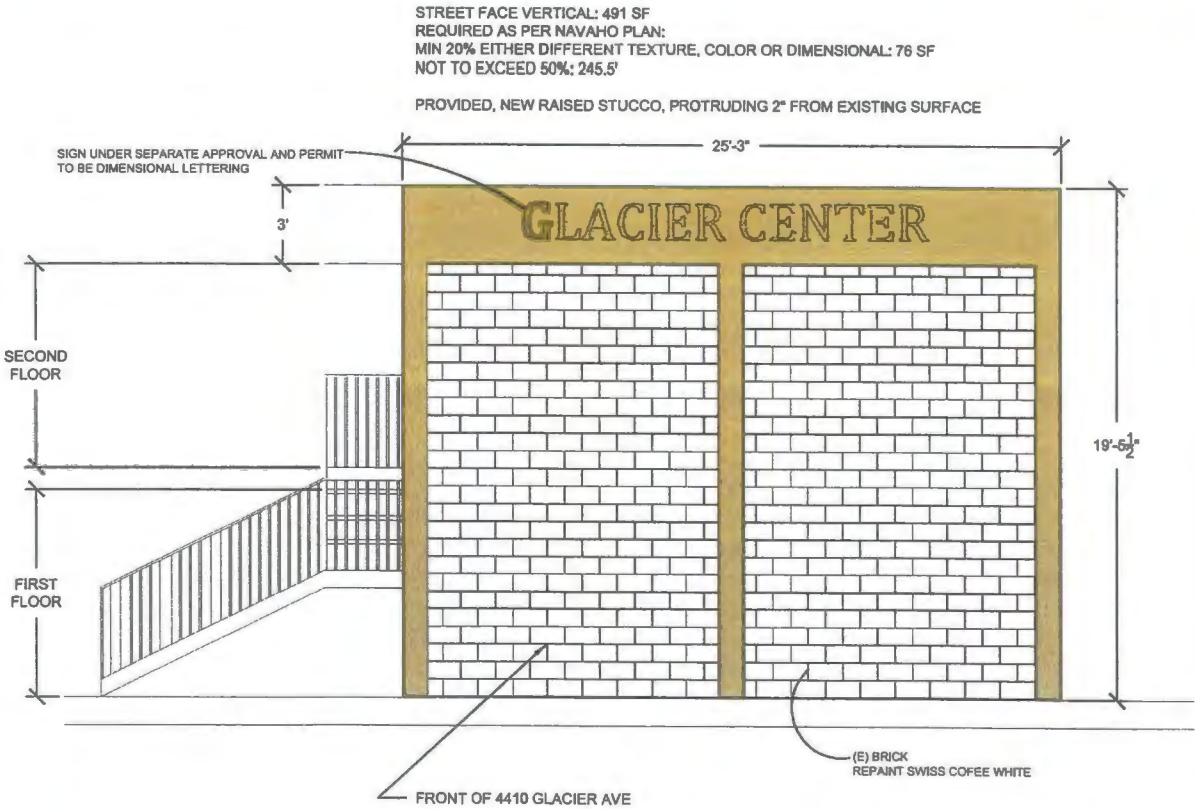 STREET FACE VERTICAL: 491 SF
REQUIRED AS PER NAVAHO PLAN:
MIN 20% EITHER DIFFERENT TEXTURE, COLOR OR DIMENSIONAL: 76 SF
NOT TO EXCEED 50%: 245.5'
PROVIDED, NEW RAISED STUCCO, PROTRUDING 2" FROM EXISTING SURFACE
25'-3"
SIGN UNDER SEPARATE APPROVAL AND PERMIT
TO BE DIMENSIONAL LETTERING
3'
GLACIER CENTER
SECOND
FLOOR
19'-5½"
FIRST
FLOOR
(E) BRICK
REPAINT SWISS COFEE WHITE
FRONT OF 4410 GLACIER AVE